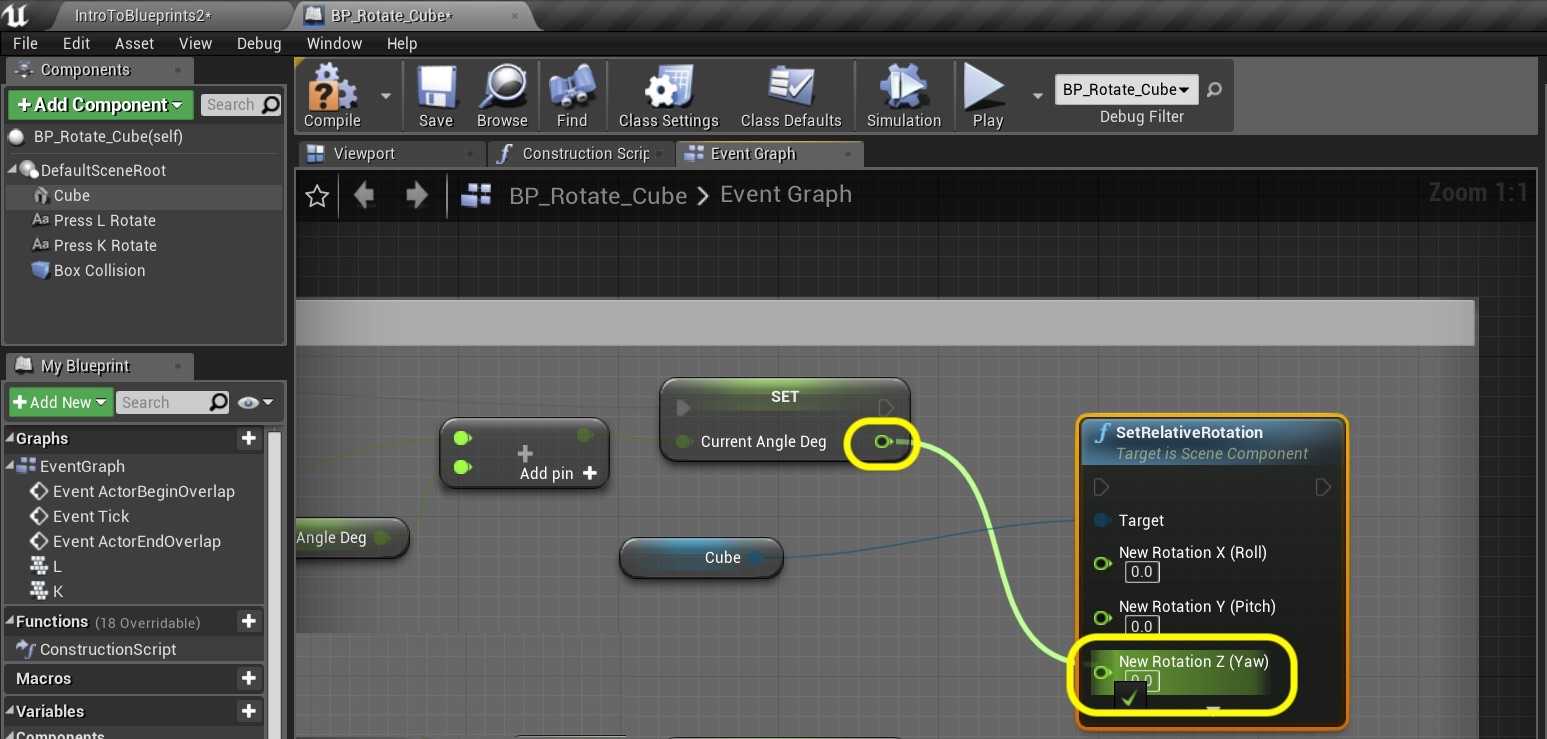 IntroToBlueprints2*
BP_Rotate_Cube*
File Edit Asset View Debug Window Help
Components
+Add Component
Search
BP_Rotate_Cube(self)
DefaultSceneRoot
Cube
Aa Press L Rotate
Aa Press K Rotate
Box Collision
Compile
Save
Browse
Find
Class Settings
Class Defaults
Simulation
Play
BP_Rotate_Cube
Debug Filter
Viewport
Construction Scrip
Event Graph
BP_Rotate_Cube > Event Graph
Zoom 1:1
My Blueprint
+Add New
Search
Graphs
EventGraph
Event ActorBeginOverlap
Event Tick
Event ActorEndOverlap
L
K
Functions (18 Overridable)
ConstructionScript
Macros
Variables
Components
Add pin +
Angle Deg
SET
Current Angle Deg
Cube
SetRelativeRotation
Target is Scene Component
Target
New Rotation X (Roll)
0.0
New Rotation Y (Pitch)
0.0
New Rotation Z (Yaw)
0.0